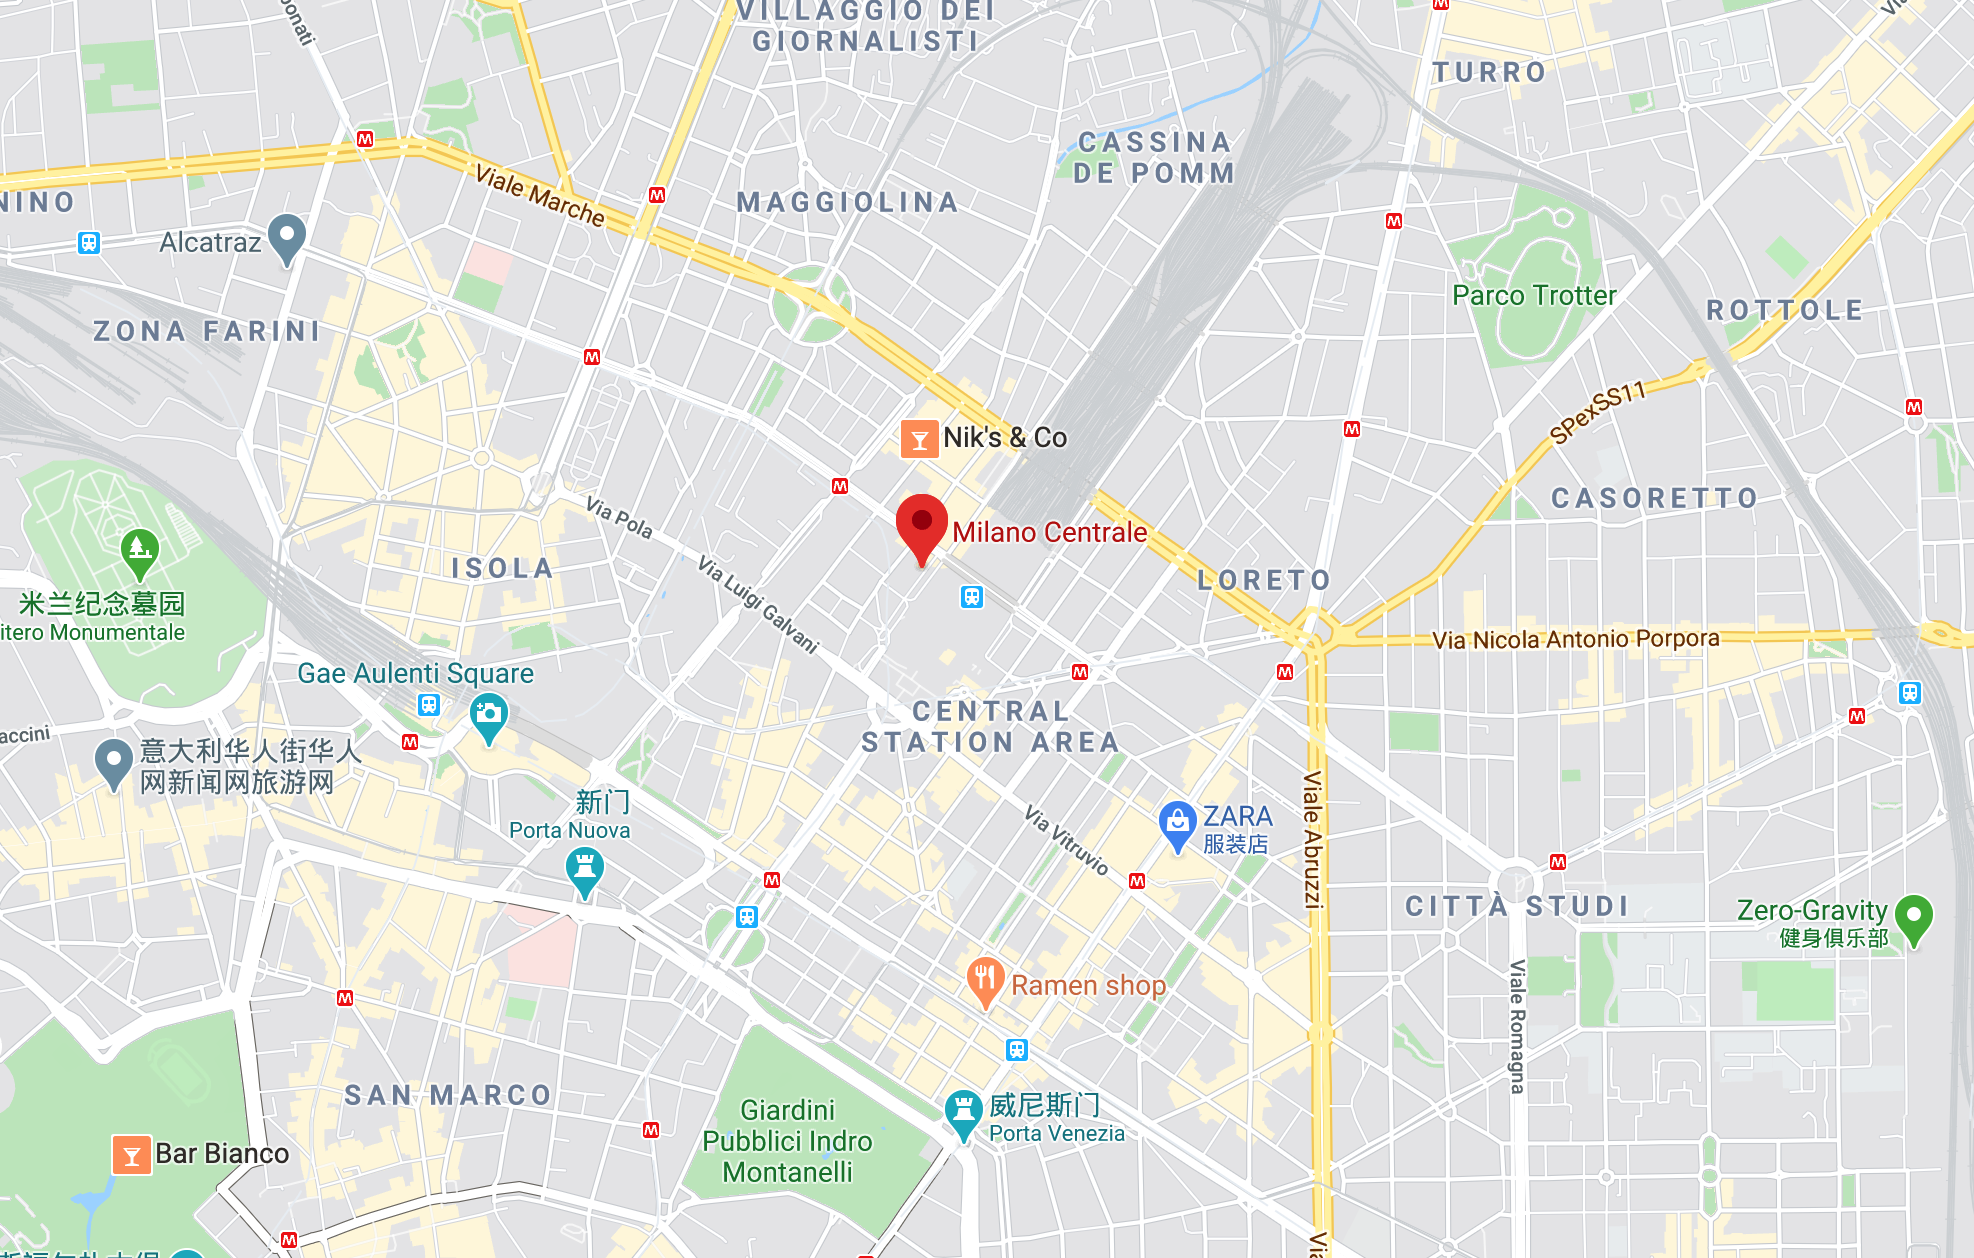 VILLAGGIO DEI
GIORNALISTI
TURRO
CASSINA
DE POMM
Viale Marche
MAGGIOLINA
NINO
Alcatraz
ZONA FARINI
Parco Trotter
ROTTOLE
SPexSS11
Nik's & Co
CASORETTO
Via Pola
Milano Centrale
ISOLA
Via Luigi Galvani
LORETO
米兰纪念墓园
itero Monumentale
Via Nicola Antonio Porpora
Gae Aulenti Square
CENTRAL
STATION AREA
accini
意大利华人街华人
网新闻网旅游网
新门
Porta Nuova
Via Vitruvio
ZARA
服装店
Viale Abruzzi
CITTÀ STUDI
Zero-Gravity
健身俱乐部
Ramen shop
Viale Romagna
SAN MARCO
Giardini
Pubblici Indro
Montanelli
威尼斯门
Porta Venezia
Bar Bianco